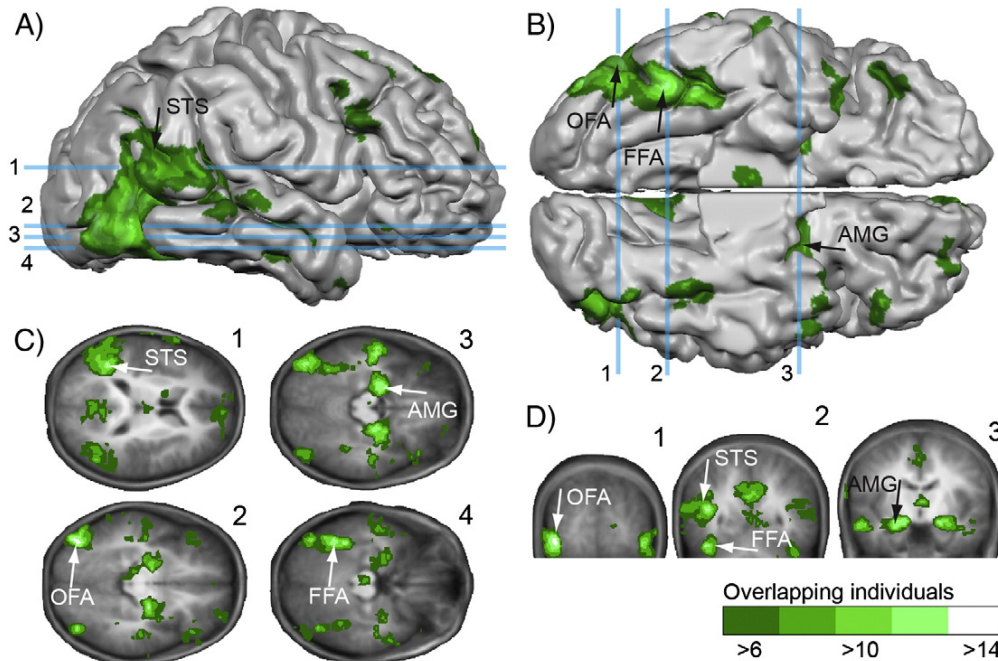 A)
STS
1
2
3
4
B)
OFA
FFA
AMG
1 2 3
C)
1
STS
3
AMG
2
OFA
4
FFA
D)
1
OFA
2
STS
FFA
3
AMG
Overlapping individuals
>6 >10 >14